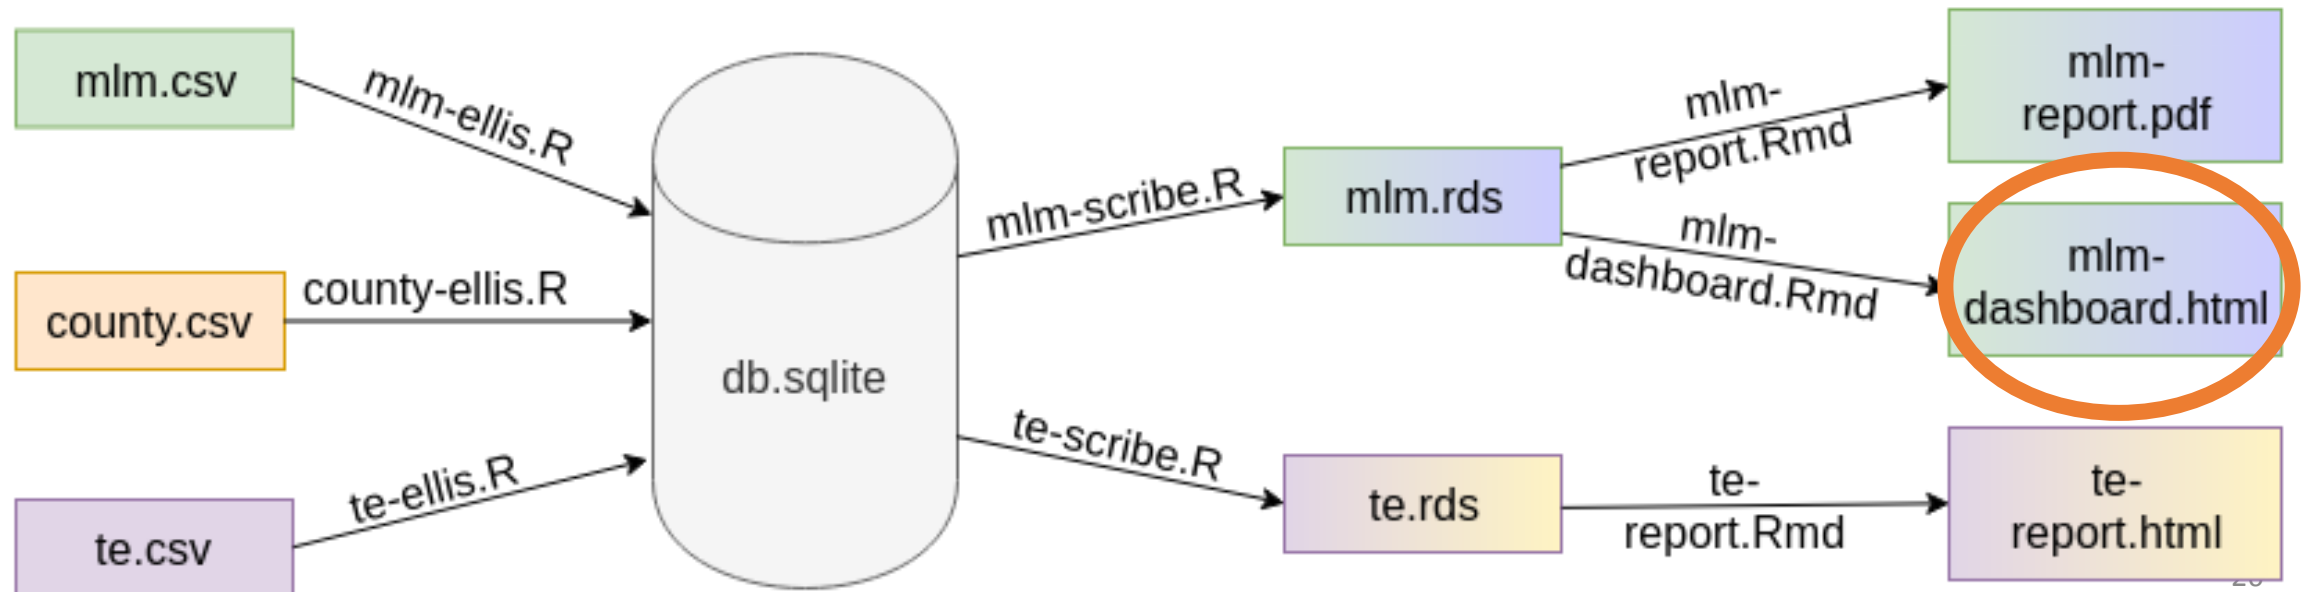 mlm.csv
mlm-ellis.R
county.csv
county-ellis.R
te.csv
te-ellis.R
db.sqlite
mlm-scribe.R
te-scribe.R
mlm.rds
te.rds
mlm-
report.Rmd
mlm-
dashboard.Rmd
te-
report.Rmd
mlm-
report.pdf
mlm-
dashboard.html
te-
report.html